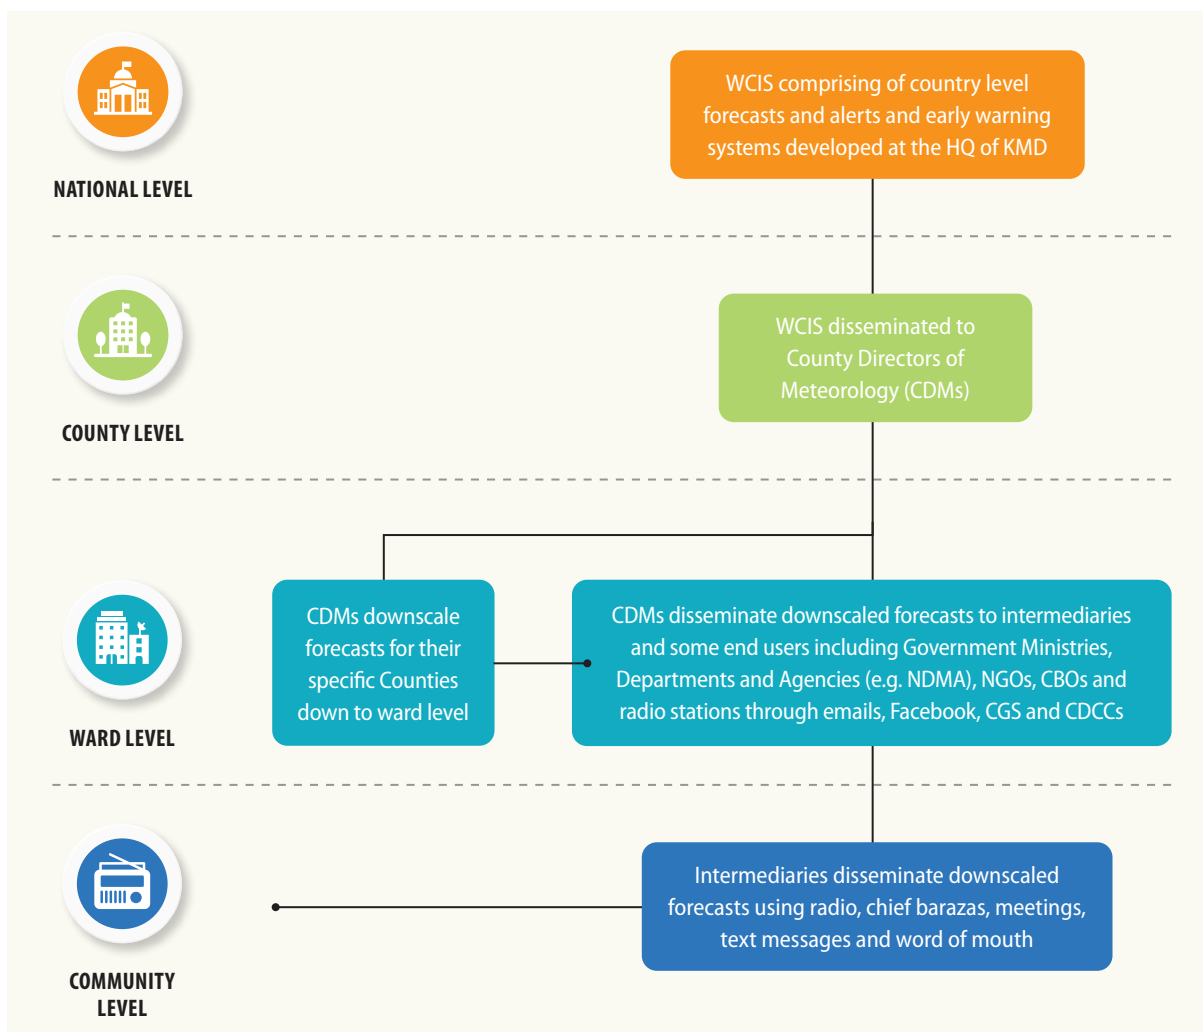 WCIS comprising of country level
forecasts and alerts and early warning
systems developed at the HQ of KMD
NATIONAL LEVEL
WCIS disseminated to
County Directors of
Meteorology (CDMs)
COUNTY LEVEL
CDMs downscale
forecasts for their
specific Counties
down to ward level
CDMs disseminate downscaled forecasts to intermediaries
and some end users including Government Ministries,
Departments and Agencies (e.g. NDMA), NGOs, CBOs and
radio stations through emails, Facebook, CGS and CDCCs
WARD LEVEL
Intermediaries disseminate downscaled
forecasts using radio, chief barazas, meetings,
text messages and word of mouth
COMMUNITY
LEVEL